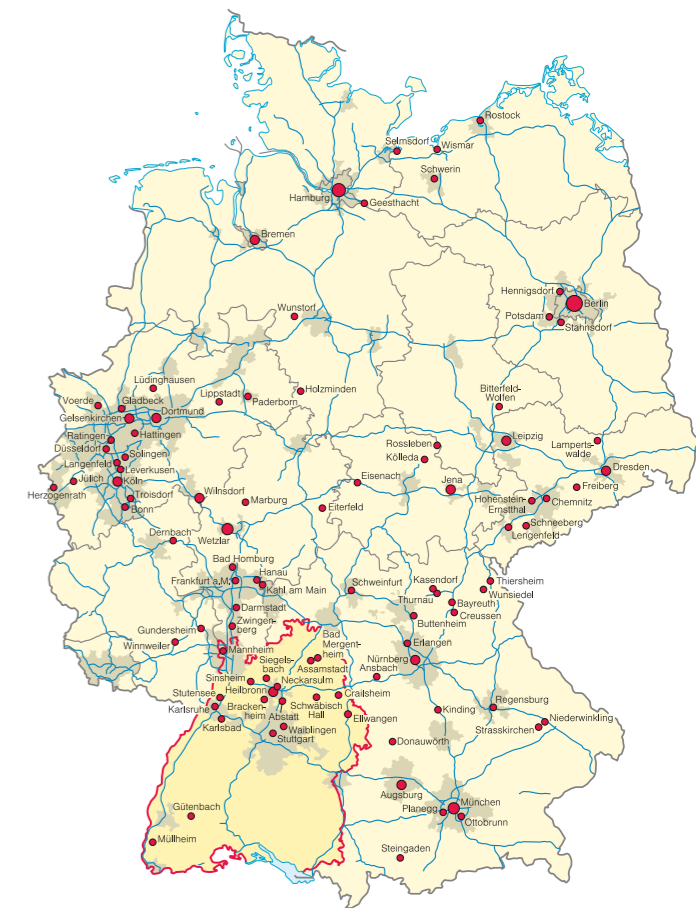 Rostock
Selmsdorf
Wismar
Schwerin
Hamburg
Geesthacht
Bremen
Hennigsdorf
Berlin
Wunstorf
Potsdam
Stahnsdorf
Lüdinghausen
Holzminden
Bitterfeld-
Wolfen
Voerde
Gladbeck
Lippstadt
Paderborn
Gelsenkirchen
Dortmund
Ratingen
Hattingen
Rossleben
Leipzig
Lamperts-
walde
Düsseldorf
Solingen
Kölleda
Langenfeld
Leverkusen
Dresden
Jülich
Köln
Eisenach
Jena
Freiberg
Herzogenrath
Troisdorf
Wilnsdorf
Marburg
Hohenstein-
Ernstthal
Chemnitz
Bonn
Eiterfeld
Schneeberg
Lengenfeld
Dernbach
Wetzlar
Bad Homburg
Hanau
Frankfurt a.M.
Kahl am Main
Schweinfurt
Kasendorf
Thiersheim
Wunsiedel
Thurnau
Bayreuth
Darmstadt
Creussen
Buttenheim
Zwingen-
berg
Gundersheim
Winnweiler
Mannheim
Bad
Mergent-
heim
Erlangen
Siegels-
bach
Assamstadt
Nürnberg
Ansbach
Sinsheim
Neckarsulm
Heilbronn
Crailsheim
Stutensee
Bracken-
heim
Schwäbisch
Hall
Regensburg
Karlsruhe
Abstatt
Ellwangen
Kinding
Niederwinkling
Karlsbad
Waiblingen
Strasskirchen
Stuttgart
Donauwörth
Augsburg
München
Planegg
Ottobrunn
Gütenbach
Müllheim
Steingaden